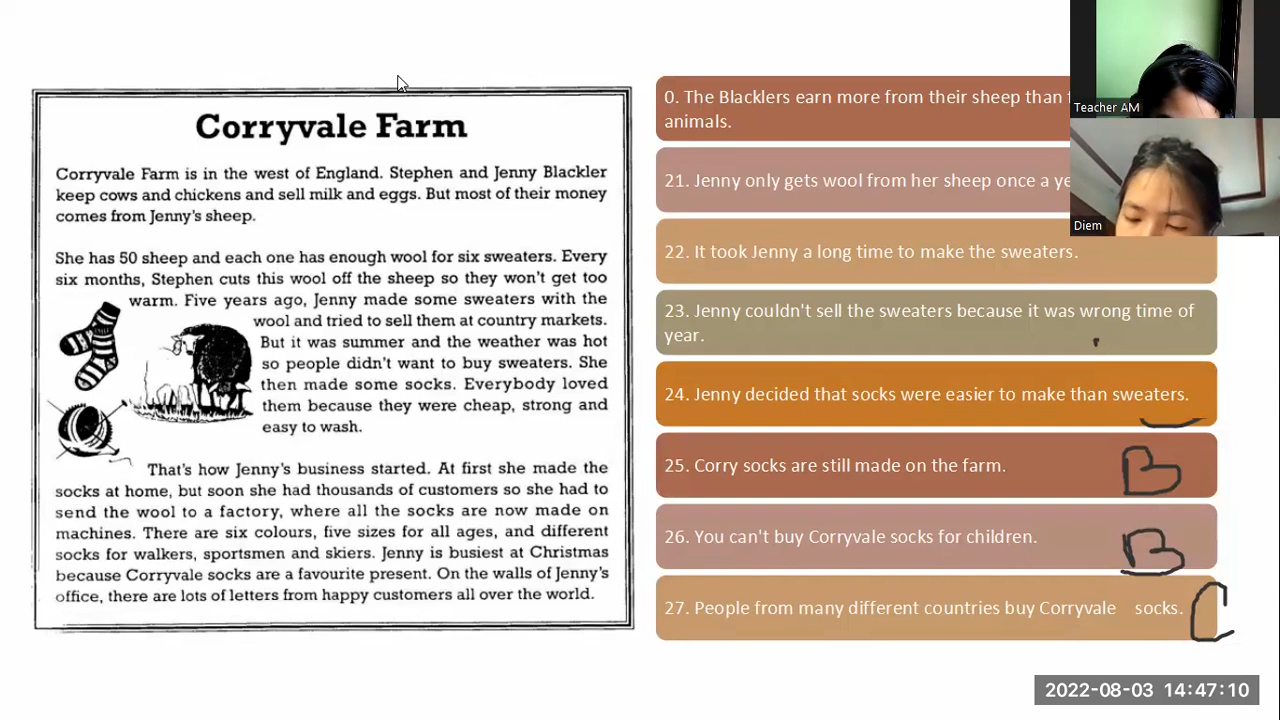 Corryvale Farm
Corryvale Farm is in the west of England. Stephen and Jenny Blackler
keep cows and chickens and sell milk and eggs. But most of their money
comes from Jenny's sheep.
She has 50 sheep and each one has enough wool for six sweaters. Every
six months, Stephen cuts this wool off the sheep so they won't get too
warm. Five years ago, Jenny made some sweaters with the
wool and tried to sell them at country markets.
But it was summer and the weather was hot
so people didn't want to buy sweaters. She
then made some socks. Everybody loved
them because they were cheap, strong and
easy to wash.
That's how Jenny's business started. At first she made the
socks at home, but soon she had thousands of customers so she had to
send the wool to a factory, where all the socks are now made on
machines. There are six colours, five sizes for all ages, and different
socks for walkers, sportsmen and skiers. Jenny is busiest at Christmas
because Corryvale socks are a favourite present. On the walls of Jenny's
office, there are lots of letters from happy customers all over the world.
0. The Blacklers earn more from their sheep than
animals.
21. Jenny only gets wool from her sheep once a
22. It took Jenny a long time to make the sweaters.
23. Jenny couldn't sell the sweaters because it was wrong time of
year.
24. Jenny decided that socks were easier to make than sweaters.
25. Corry socks are still made on the farm.
B
26. You can't buy Corryvale socks for children.
B
27. People from many different countries buy Corryvale socks.
C
Teacher AM
Diem
2022-08-03 14:47:10